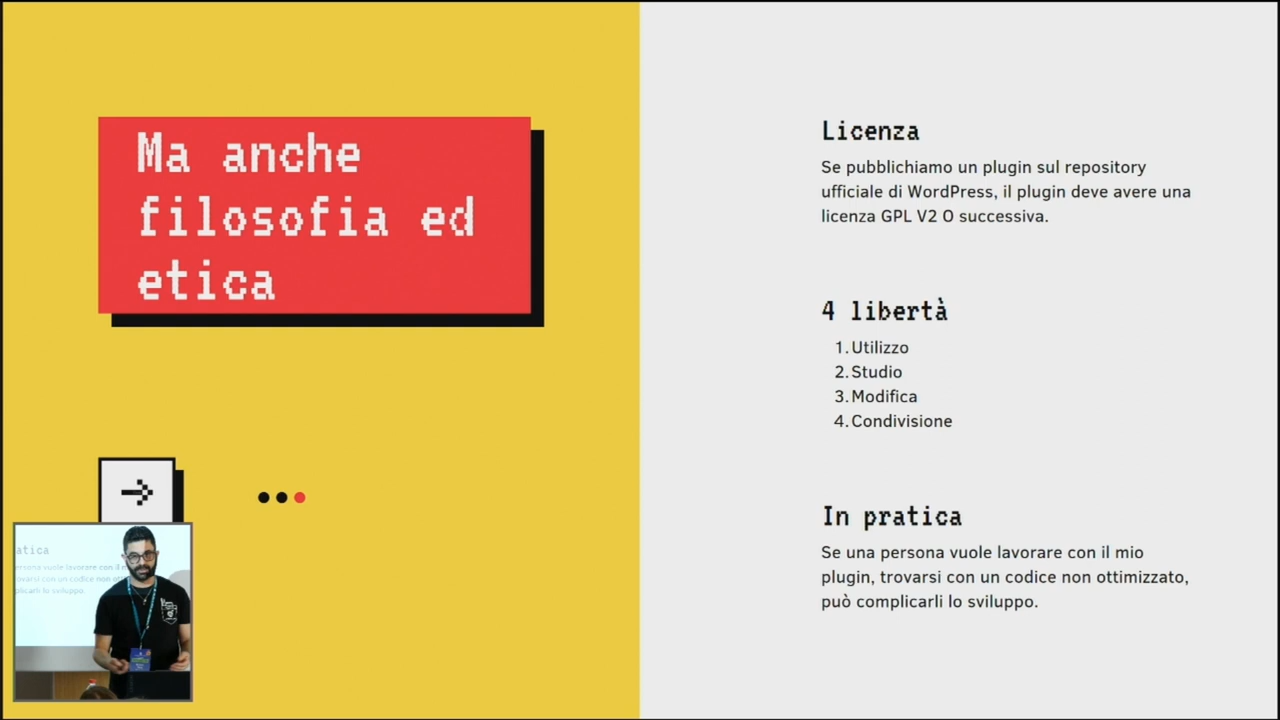 Ma anche
filosofia ed
etica
Licenza
Se pubblichiamo un plugin sul repository
ufficiale di WordPress, il plugin deve avere una
licenza GPL V2 O successiva.
4 libertà
1. Utilizzo
2. Studio
3. Modifica
4. Condivisione
In pratica
Se una persona vuole lavorare con il mio
plugin, trovarsi con un codice non ottimizzato,
può complicarli lo sviluppo.